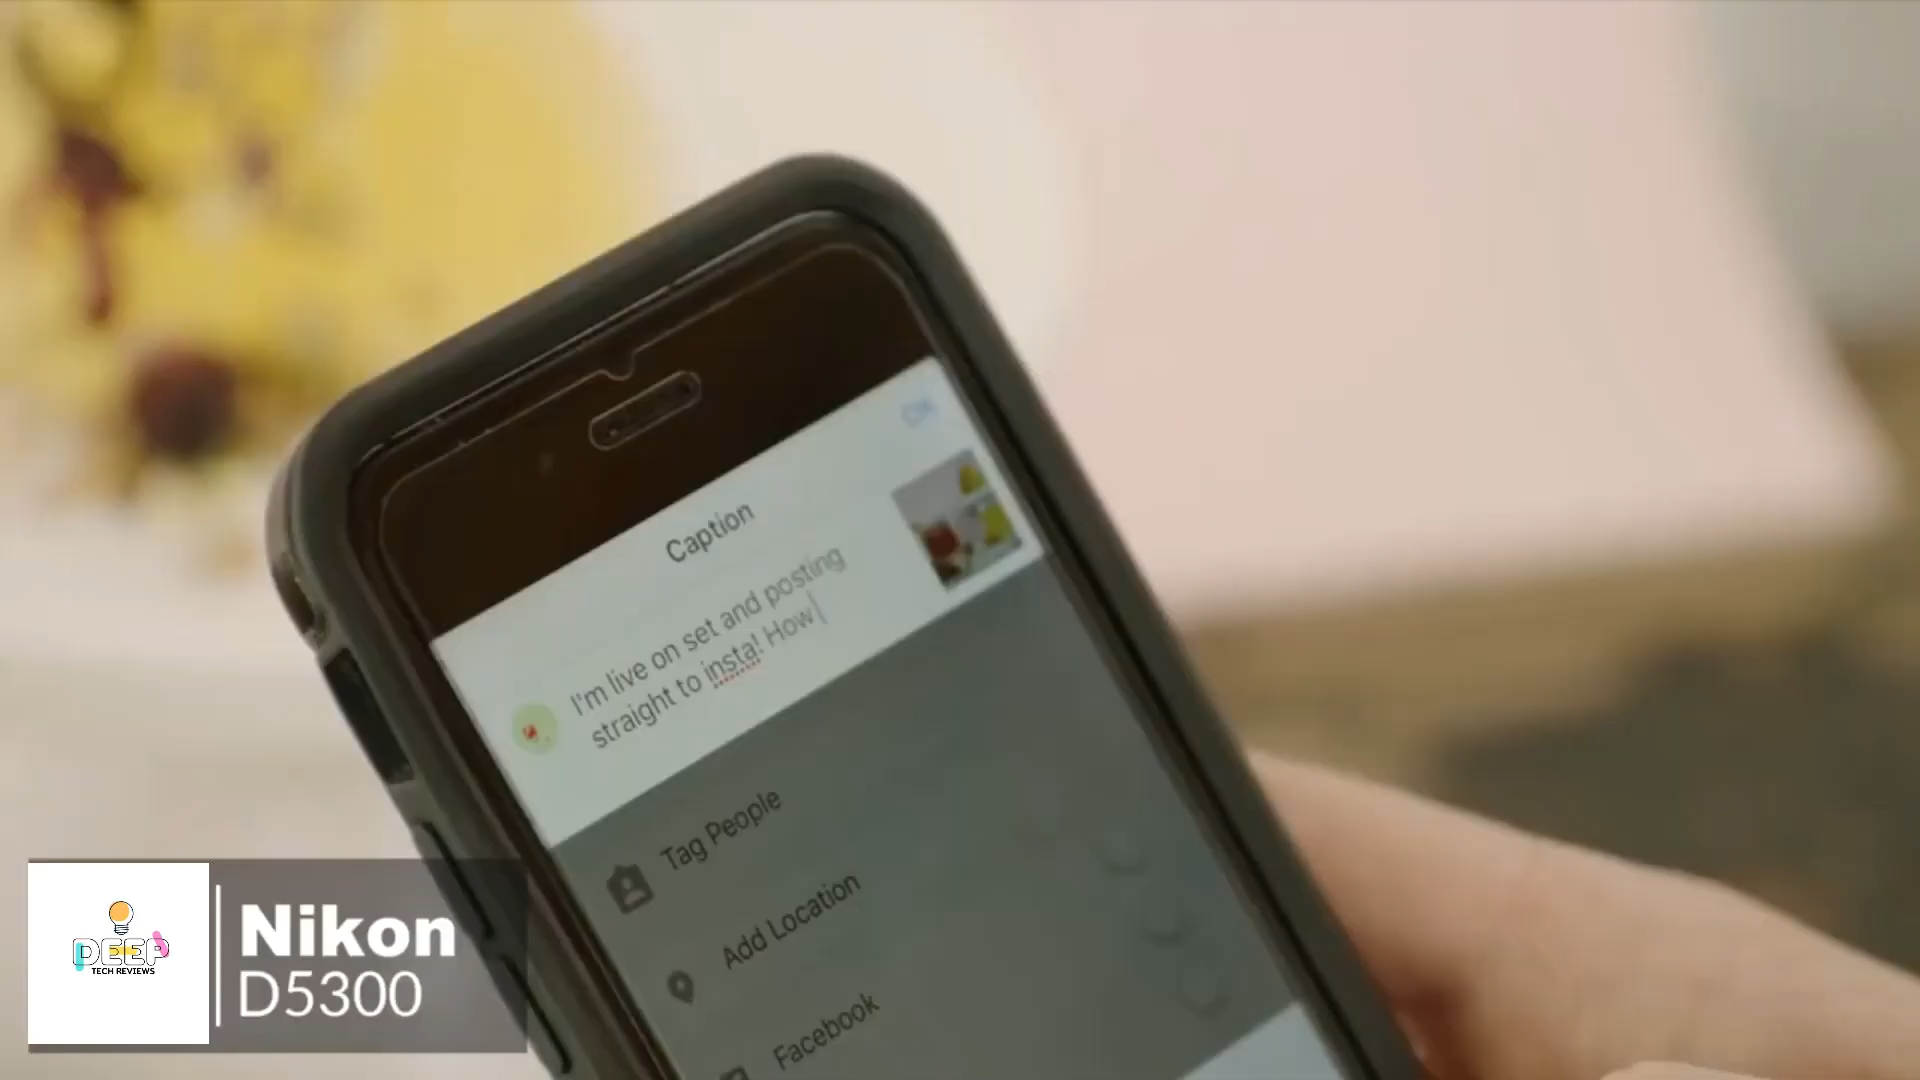 OK
Caption
I'm live on set and posting
straight to insta! How
Tag People
Add Location
Facebook
DEEP
TECH REVIEWS
Nikon
D5300